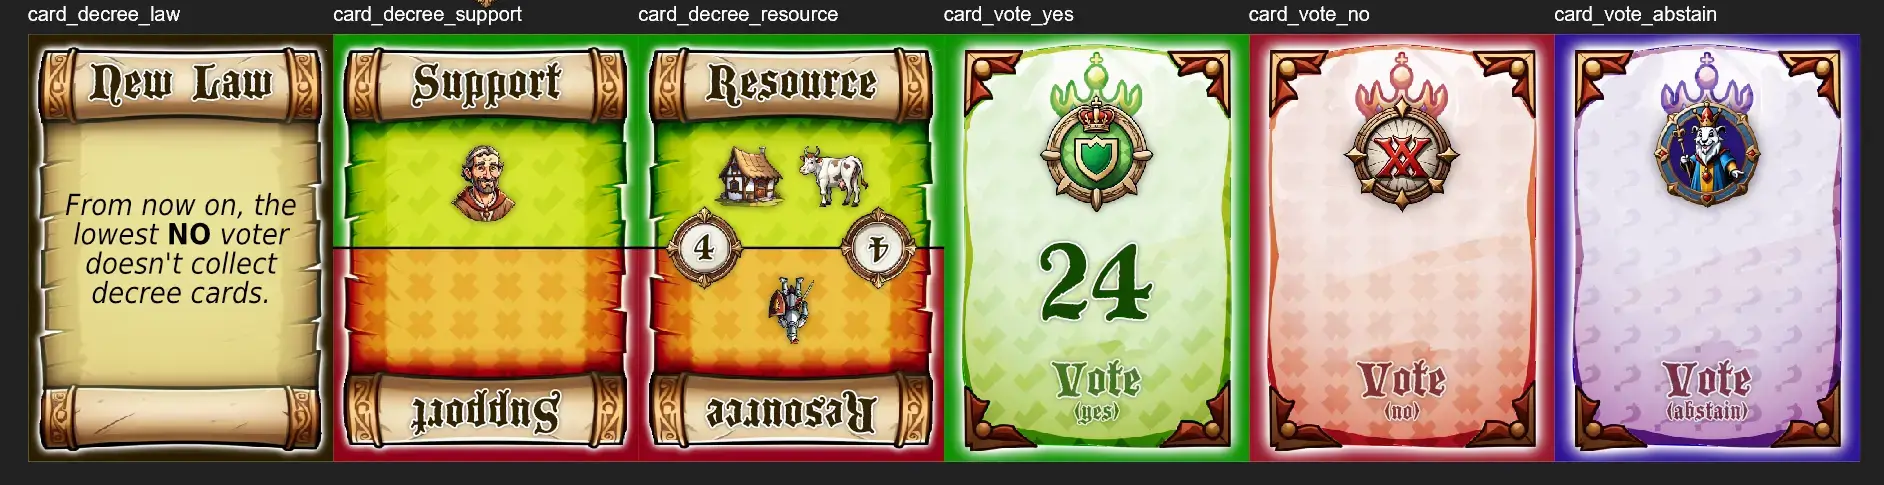 card_decree_law
card_decree_support
card_decree_resource
card_vote_yes
card_vote_no
card_vote_abstain
New Law
From now on, the
lowest NO voter
doesn't collect
decree cards.
Support
Support
Resource
4
4
Resource
24
Vote
(yes)
Vote
(no)
Vote
(abstain)